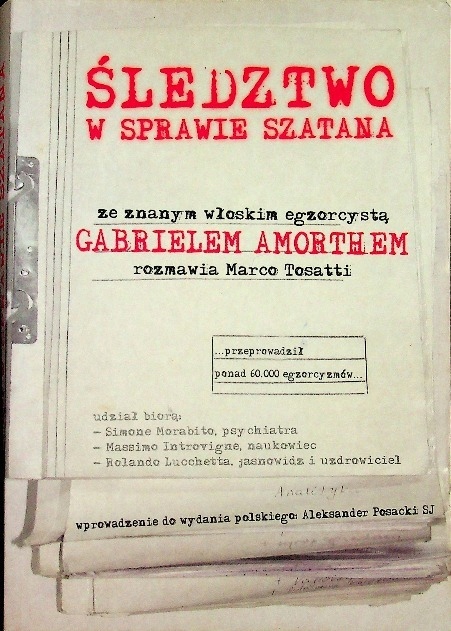 ŚLEDZTWO
W SPRAWIE SZATANA
ze znanym włoskim egzorcystą
GABRIELEM AMORTHEM
rozmawia Marco Tosatti
...przeprowadził
ponad 60.000 egzorcyzmów...
udział biorą:
– Simone Morabito, psychiatra
– Massimo Introvigne, naukowiec
– Rolando Lucchetta, jasnowidz i uzdrowiciel
wprowadzenie do wydania polskiego: Aleksander Posacki SJ